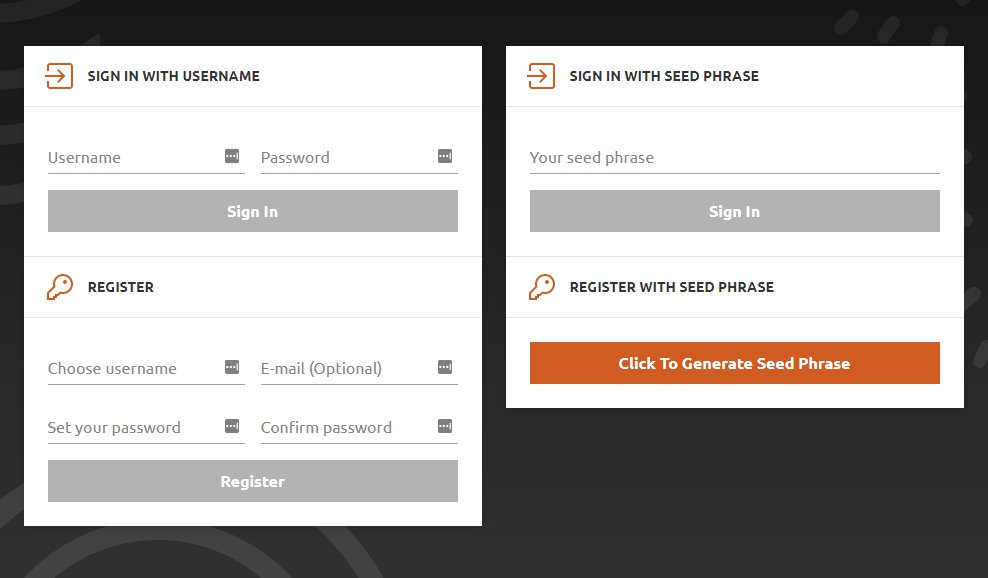 SIGN IN WITH USERNAME
Username
Password
Sign In
REGISTER
Choose username
E-mail (Optional)
Set your password
Confirm password
Register
SIGN IN WITH SEED PHRASE
Your seed phrase
Sign In
REGISTER WITH SEED PHRASE
Click To Generate Seed Phrase